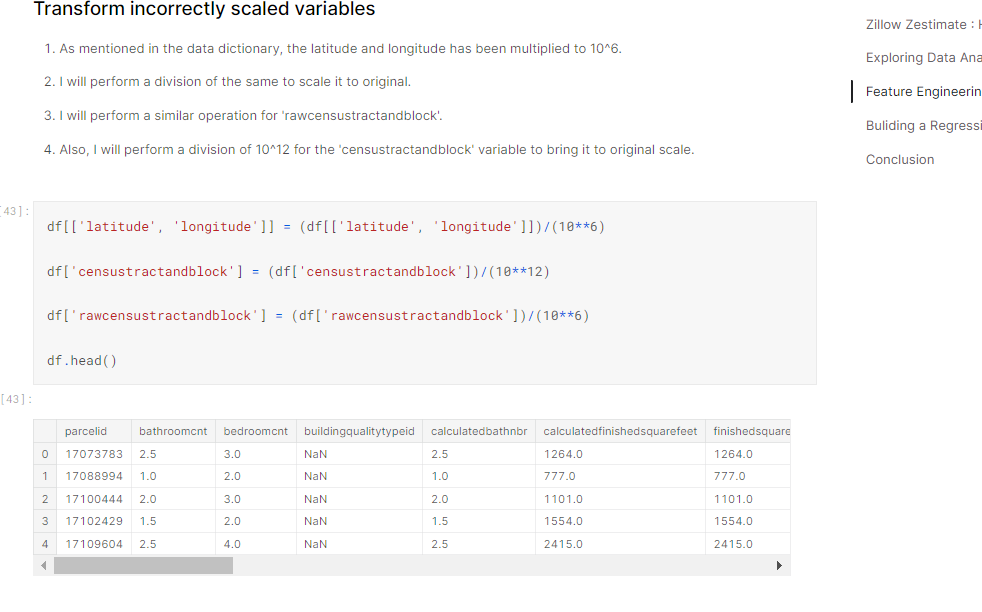 Transform incorrectly scaled variables
1. As mentioned in the data dictionary, the latitude and longitude has been multiplied to 10^6.
2. I will perform a division of the same to scale it to original.
3. I will perform a similar operation for 'rawcensustractandblock'.
4. Also, I will perform a division of 10^12 for the 'censustractandblock' variable to bring it to original scale.
[43]:
df[['latitude', 'longitude']] = (df[['latitude', 'longitude']])/(10**6)
df['censustractandblock'] = (df['censustractandblock'])/(10**12)
df['rawcensustractandblock'] = (df['rawcensustractandblock'])/(10**6)
df.head()
[43]:
parcelid bathroomcnt bedroomcnt buildingqualitytypeid calculatedbathnbr calculatedfinishedsquarefeet finishedsquare
0 17073783 2.5 3.0 NaN 2.5 1264.0 1264.0
1 17088994 1.0 2.0 NaN 1.0 777.0 777.0
2 17100444 2.0 3.0 NaN 2.0 1101.0 1101.0
3 17102429 1.5 2.0 NaN 1.5 1554.0 1554.0
4 17109604 2.5 4.0 NaN 2.5 2415.0 2415.0
Zillow Zestimate : H
Exploring Data Ana
Feature Engineerin
Buliding a Regressi
Conclusion